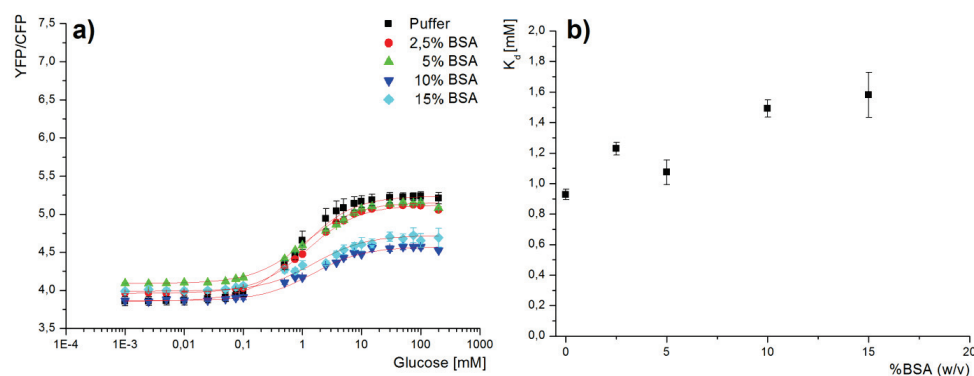 a)
YFP/CFP
7,5
7,0
6,5
6,0
5,5
5,0
4,5
4,0
3,5
1E-4
1E-3
0,01
0,1
1
10
100
1000
Glucose [mM]
Puffer
2,5% BSA
5% BSA
10% BSA
15% BSA
b)
Kd [mM]
2,0
1,8
1,6
1,4
1,2
1,0
0,8
0,6
0,4
0,2
0,0
0
5
10
15
20
%BSA (w/v)